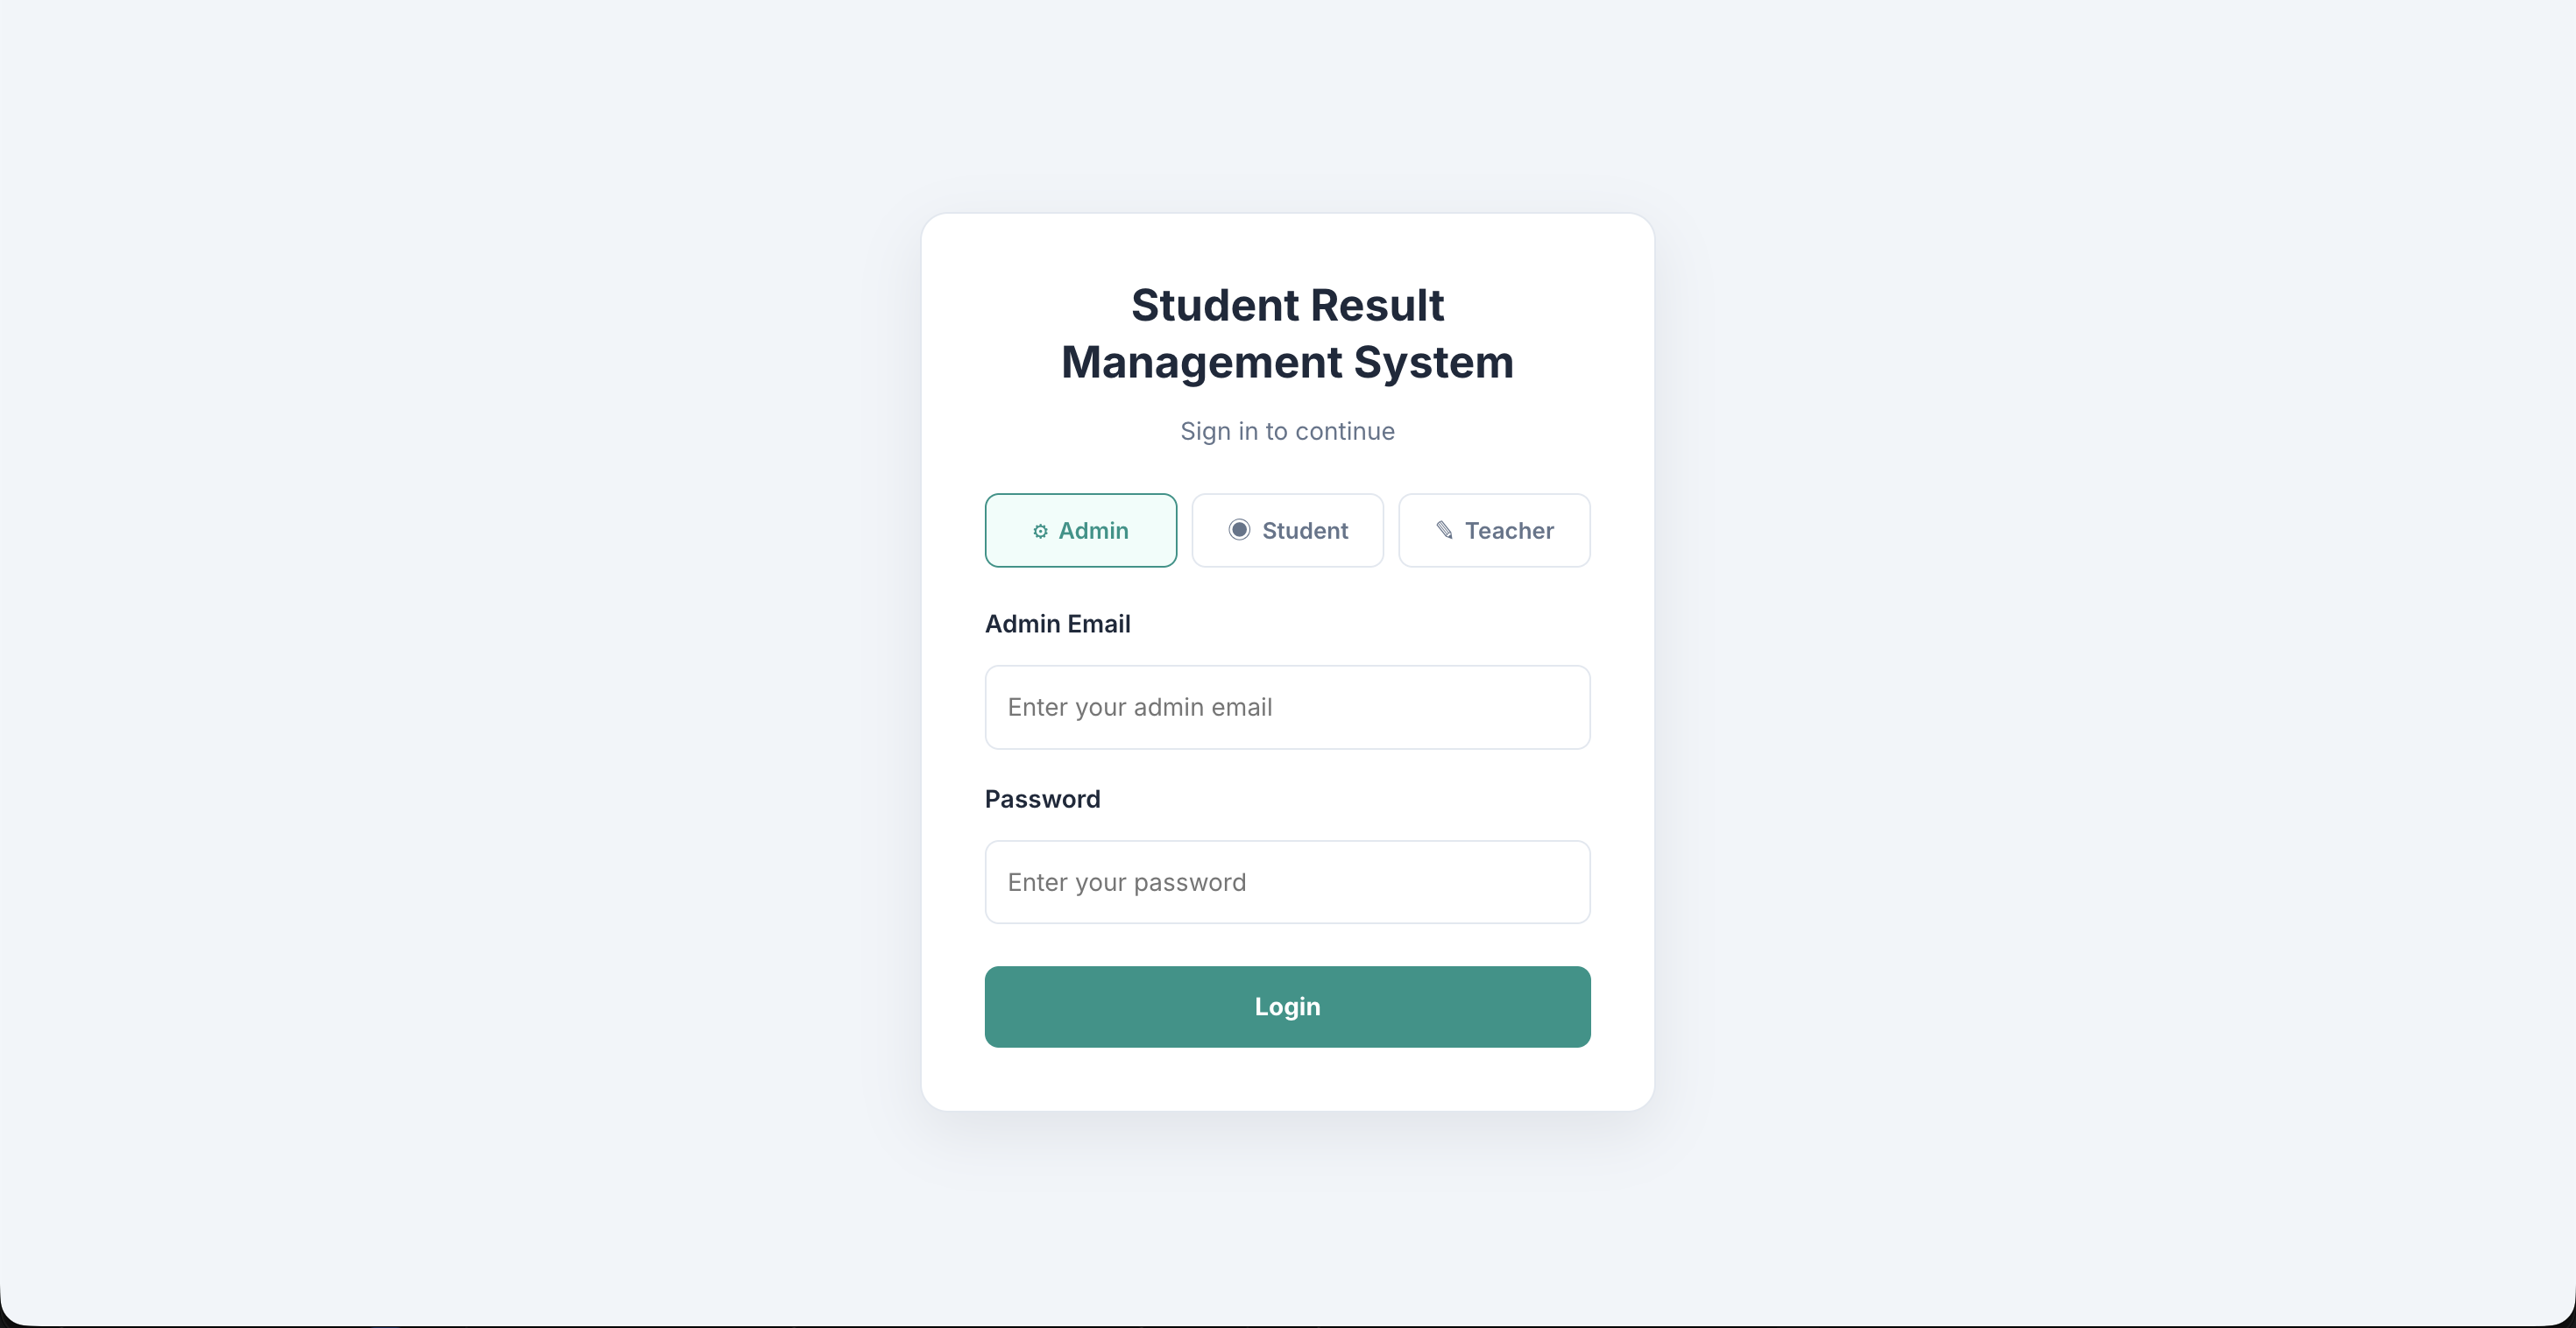 Student Result
Management System
Sign in to continue
⚙ Admin
◉ Student
✎ Teacher
Admin Email
Enter your admin email
Password
Enter your password
Login